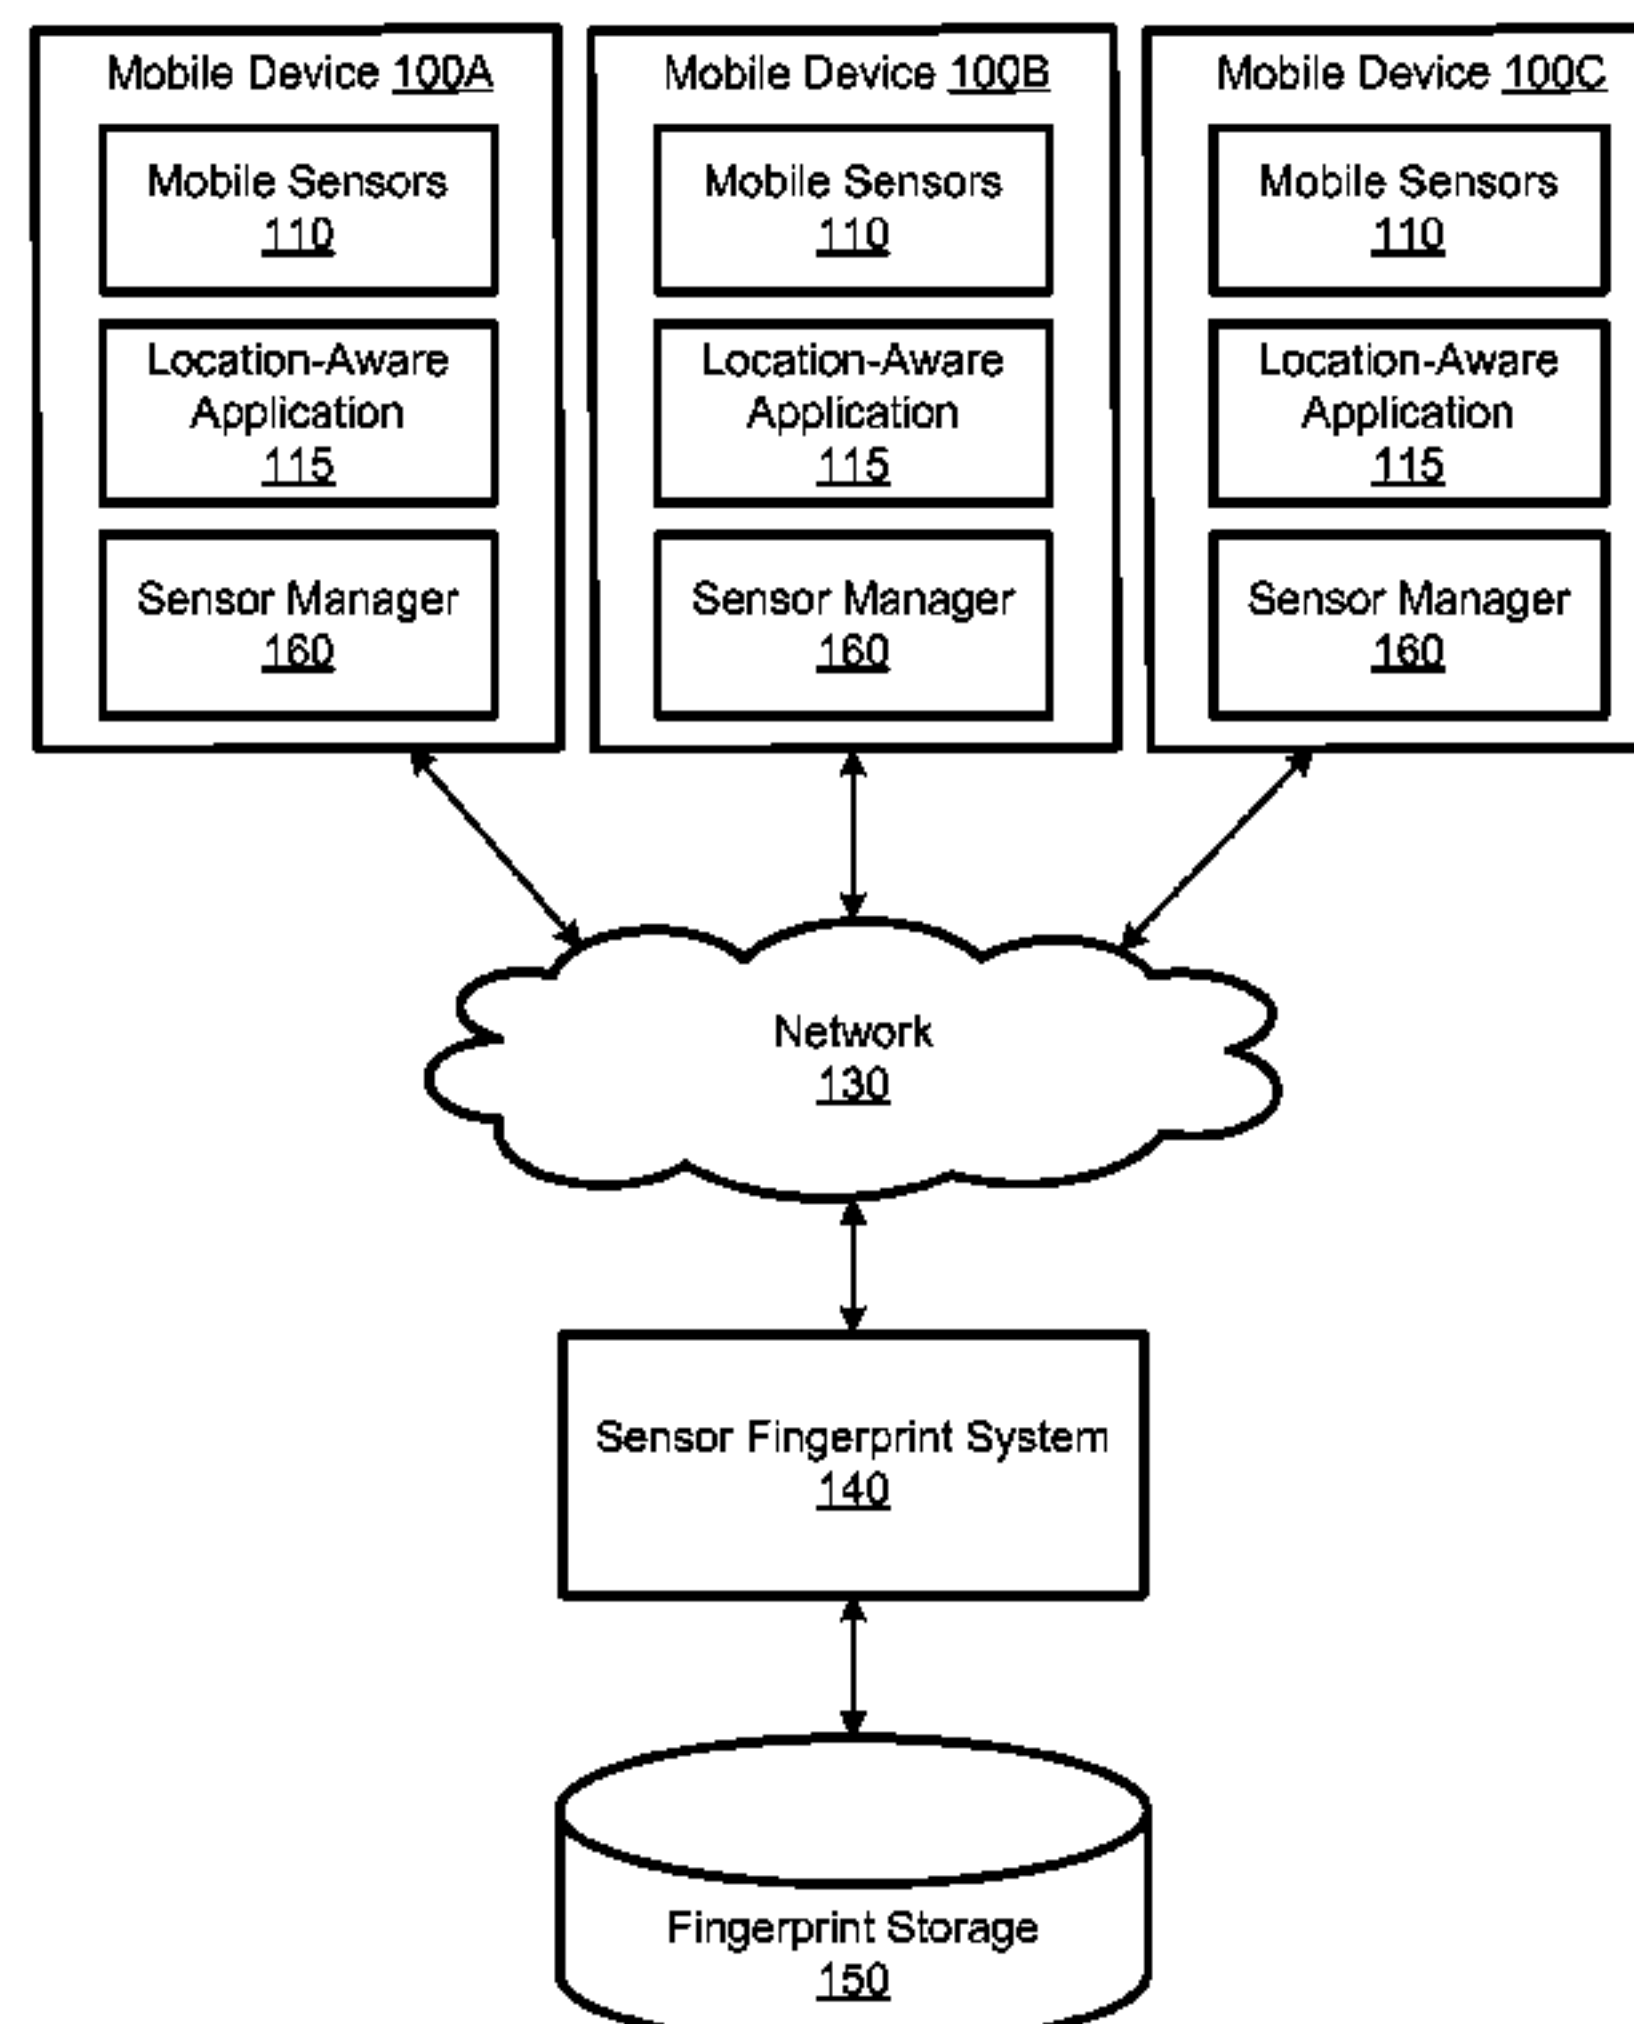 Mobile Device 100A
Mobile Sensors
110
Location-Aware
Application
115
Sensor Manager
160
Mobile Device 100B
Mobile Sensors
110
Location-Aware
Application
115
Sensor Manager
160
Mobile Device 100C
Mobile Sensors
110
Location-Aware
Application
115
Sensor Manager
160
Network
130
Sensor Fingerprint System
140
Fingerprint Storage
150